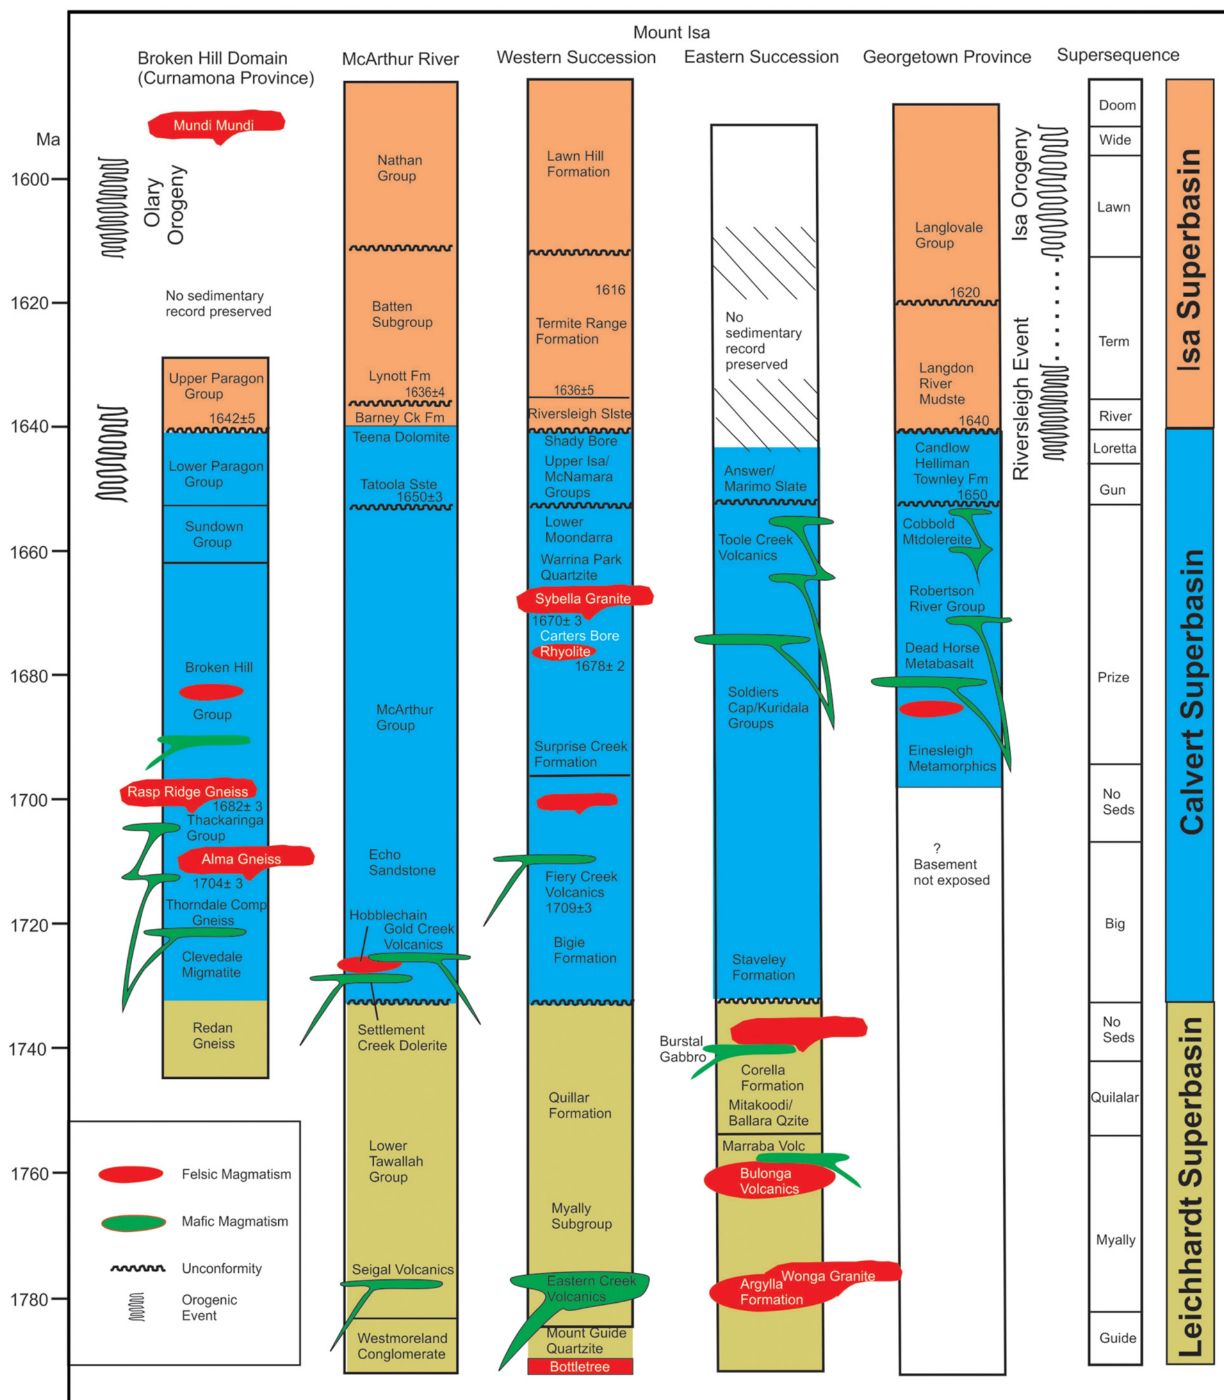 Mount Isa
Broken Hill Domain
(Curnamona Province)
McArthur River
Western Succession
Eastern Succession
Georgetown Province
Supersequence
Ma
1600
1620
1640
1660
1680
1700
1720
1740
1760
1780
Mundi Mundi
Olary
Orogeny
No sedimentary
record preserved
Upper Paragon
Group
1642±5
Lower Paragon
Group
Sundown
Group
Broken Hill
Group
Rasp Ridge Gneiss
1682± 3
Thackaringa
Group
Alma Gneiss
1704± 3
Thorndale Comp
Gneiss
Clevedale
Migmatite
Redan
Gneiss
Felsic Magmatism
Mafic Magmatism
Unconformity
Orogenic
Event
Nathan
Group
Batten
Subgroup
Lynott Fm
1636±4
Barney Ck Fm
Teena Dolomite
Tatoola Sste
1650±3
McArthur
Group
Echo
Sandstone
Hobblechain
Gold Creek
Volcanics
Settlement
Creek Dolerite
Lower
Tawallah
Group
Seigal Volcanics
Westmoreland
Conglomerate
Lawn Hill
Formation
1616
Termite Range
Formation
1636±5
Riversleigh Slste
Shady Bore
Upper Isa/
McNamara
Groups
Lower
Moondarra
Warrina Park
Quartzite
Sybella Granite
1670± 3
Carters Bore
Rhyolite
1678± 2
Surprise Creek
Formation
Fiery Creek
Volcanics
1709±3
Bigie
Formation
Quillar
Formation
Myally
Subgroup
Eastern Creek
Volcanics
Mount Guide
Quartzite
Bottletree
No
sedimentary
record
preserved
Answer/
Marimo Slate
Toole Creek
Volcanics
Soldiers
Cap/Kuridala
Groups
Staveley
Formation
Burstal
Gabbro
Corella
Formation
Mitakoodi/
Ballara Qzite
Marraba Volc
Bulonga
Volcanics
Wonga Granite
Argylla
Formation
Langlovale
Group
1620
Langdon
River
Mudste
1640
Candlow
Helliman
Townley Fm
1650
Cobbold
Mtdolereite
Robertson
River Group
Dead Horse
Metabasalt
Einesleigh
Metamorphics
?
Basement
not exposed
Isa Orogeny
Riversleigh Event
Doom
Wide
Lawn
Term
River
Loretta
Gun
Prize
No
Seds
Big
No
Seds
Quilalar
Myally
Guide
Isa Superbasin
Calvert Superbasin
Leichhardt Superbasin